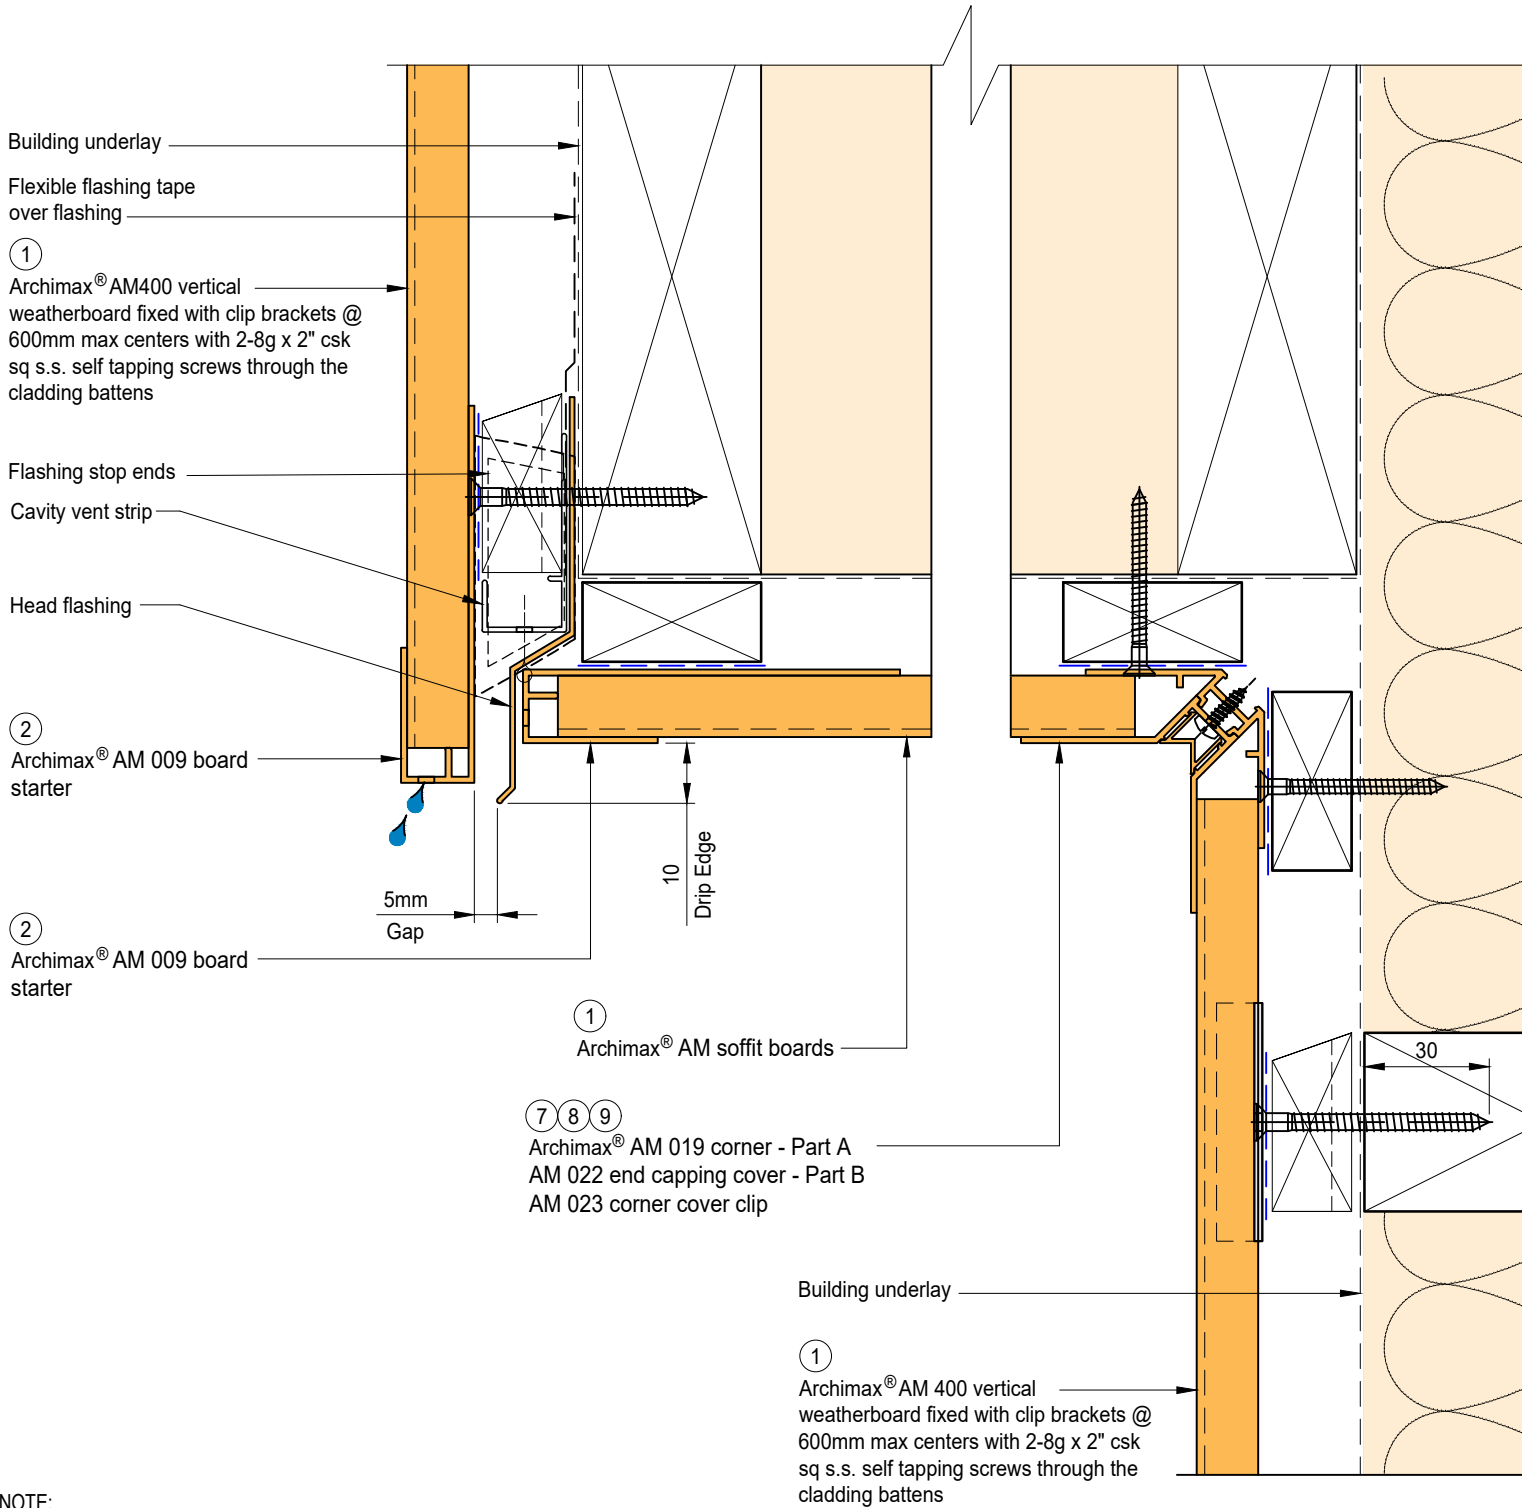 Building underlay
Flexible flashing tape
over flashing
1
Archimax® AM400 vertical
weatherboard fixed with clip brackets @
600mm max centers with 2-8g x 2" csk
sq s.s. self tapping screws through the
cladding battens
Flashing stop ends
Cavity vent strip
Head flashing
2
Archimax® AM 009 board
starter
5mm
Gap
10
Drip Edge
2
Archimax® AM 009 board
starter
1
Archimax® AM soffit boards
7 8 9
Archimax® AM 019 corner - Part A
AM 022 end capping cover - Part B
AM 023 corner cover clip
30
Building underlay
1
Archimax® AM 400 vertical
weatherboard fixed with clip brackets @
600mm max centers with 2-8g x 2" csk
sq s.s. self tapping screws through the
cladding battens
NOTE: